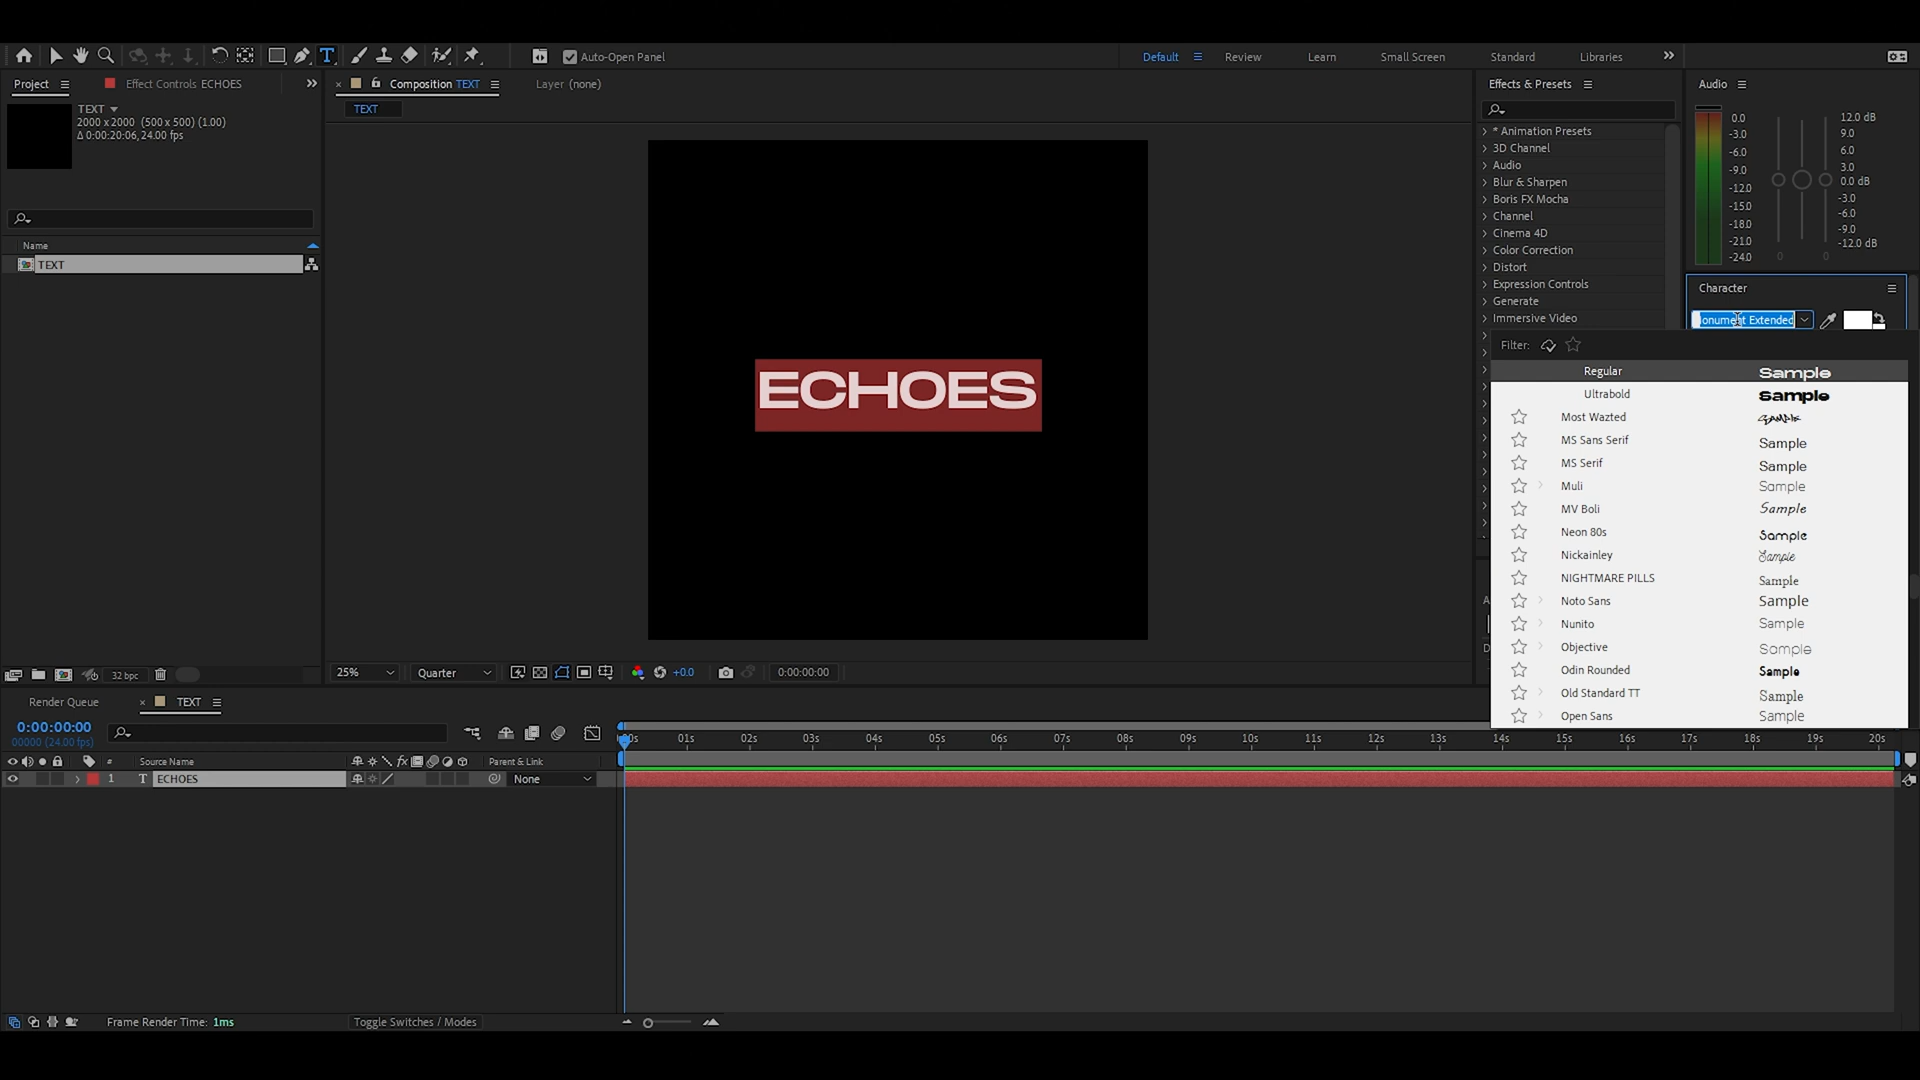 Auto-Open Panel
Default
Review
Learn
Small Screen
Standard
Libraries
Project
Effect Controls ECHOES
Composition TEXT
Layer (none)
TEXT
TEXT
2000 x 2000 (500 x 500) (1.00)
Δ 0:00:20:06, 24.00 fps
Name
TEXT
ECHOES
Effects & Presets
* Animation Presets
3D Channel
Audio
Blur & Sharpen
Boris FX Mocha
Channel
Cinema 4D
Color Correction
Distort
Expression Controls
Generate
Immersive Video
Audio
0.0
-3.0
-6.0
-9.0
-12.0
-15.0
-18.0
-21.0
-24.0
12.0 dB
9.0
6.0
3.0
0.0 dB
-3.0
-6.0
-9.0
-12.0 dB
0
0
Character
onument Extended
Filter:
Regular Sample
Ultrabold Sample
Most Wazted Sample
MS Sans Serif Sample
MS Serif Sample
Muli Sample
MV Boli Sample
Neon 80s Sample
Nickainley Sample
NIGHTMARE PILLS Sample
Noto Sans Sample
Nunito Sample
Objective Sample
Odin Rounded Sample
Old Standard TT Sample
Open Sans Sample
32 bpc
25%
Quarter
+0.0
0:00:00:00
Render Queue
TEXT
0:00:00:00
00000 (24.00 fps)
00s 01s 02s 03s 04s 05s 06s 07s 08s 09s 10s 11s 12s 13s 14s 15s 16s 17s 18s 19s 20s
# Source Name
fx
Parent & Link
1 T ECHOES
None
Frame Render Time: 1ms
Toggle Switches / Modes